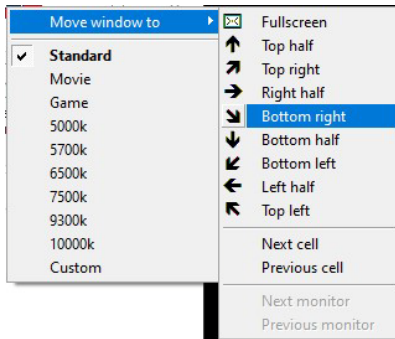 Move window to
Standard
Movie
Game
5000k
5700k
6500k
7500k
9300k
10000k
Custom
Fullscreen
Top half
Top right
Right half
Bottom right
Bottom half
Bottom left
Left half
Top left
Next cell
Previous cell
Next monitor
Previous monitor